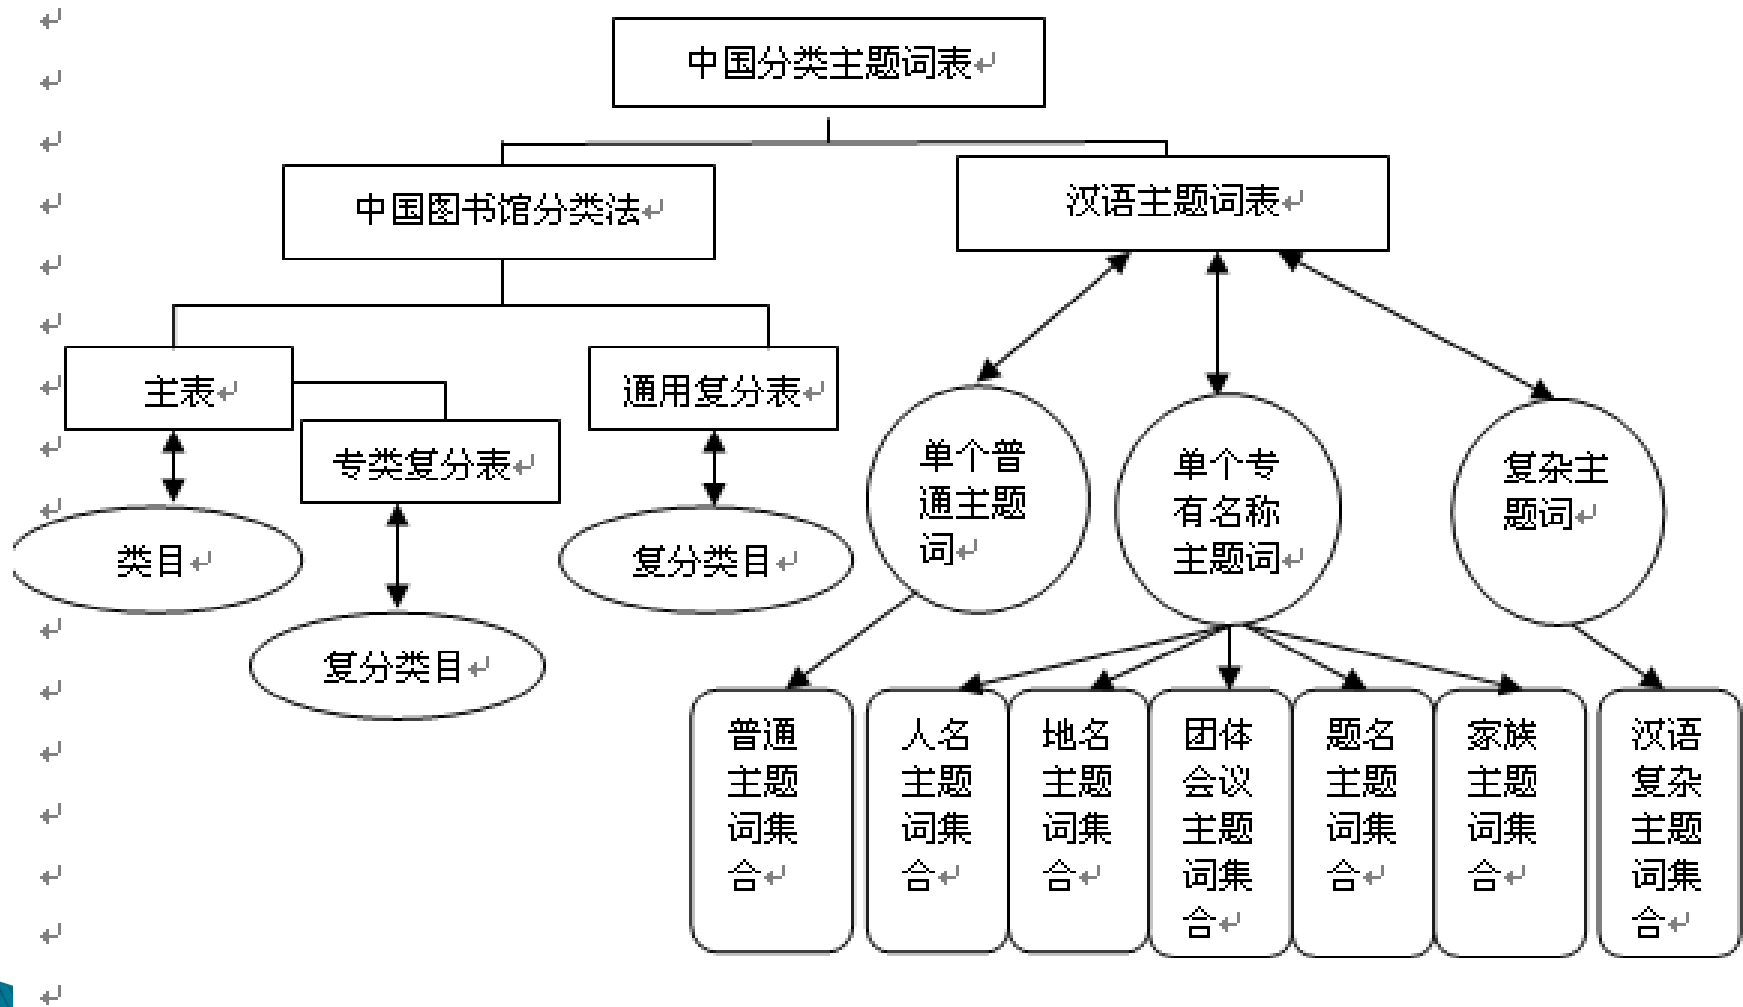 中国分类主题词表
中国图书馆分类法
汉语主题词表
主表
通用复分表
专类复分表
类目
复分类目
复分类目
单个普
通主题
词
单个专
有名称
主题词
复杂主
题词
普通
主题
词集
合
人名
主题
词集
合
地名
主题
词集
合
团体
会议
主题
词集
合
题名
主题
词集
合
家族
主题
词集
合
汉语
复杂
主题
词集
合